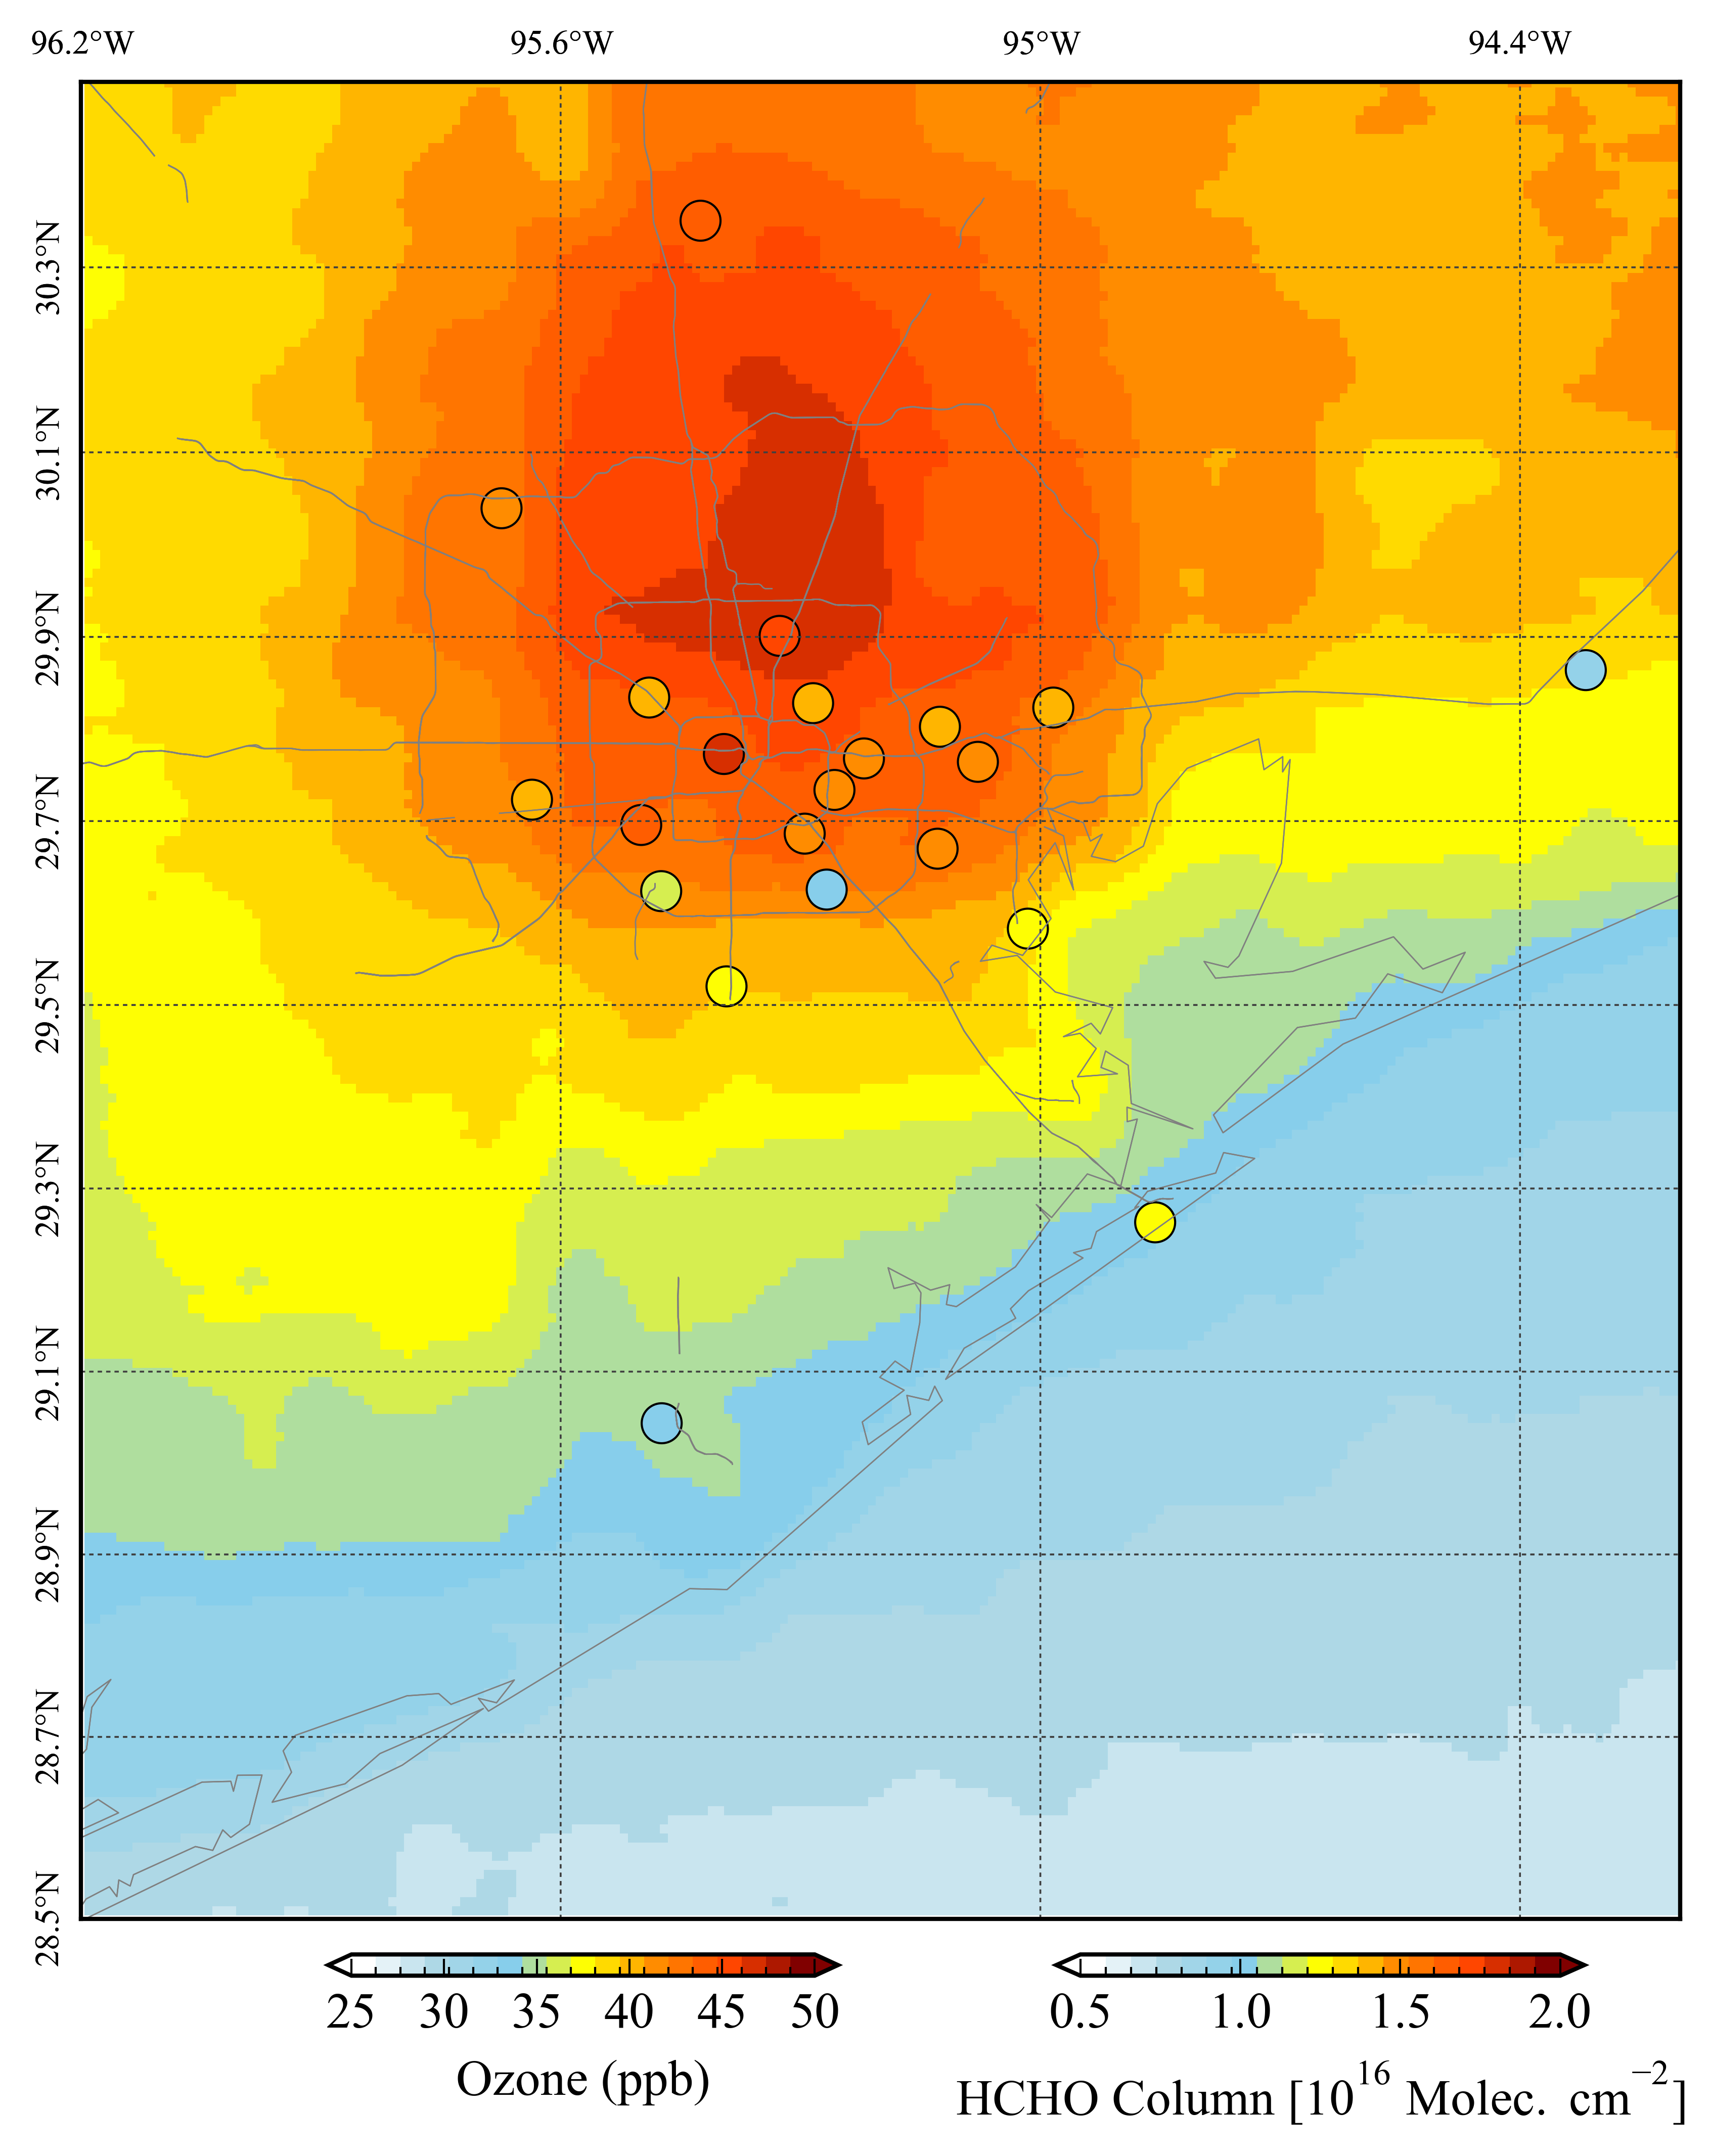 96.2°W 95.6°W 95°W 94.4°W
30.3°N
30.1°N
29.9°N
29.7°N
29.5°N
29.3°N
29.1°N
28.9°N
28.7°N
28.5°N
25 30 35 40 45 50
0.5 1.0 1.5 2.0
Ozone (ppb)
HCHO Column [10¹⁶ Molec. cm⁻²]